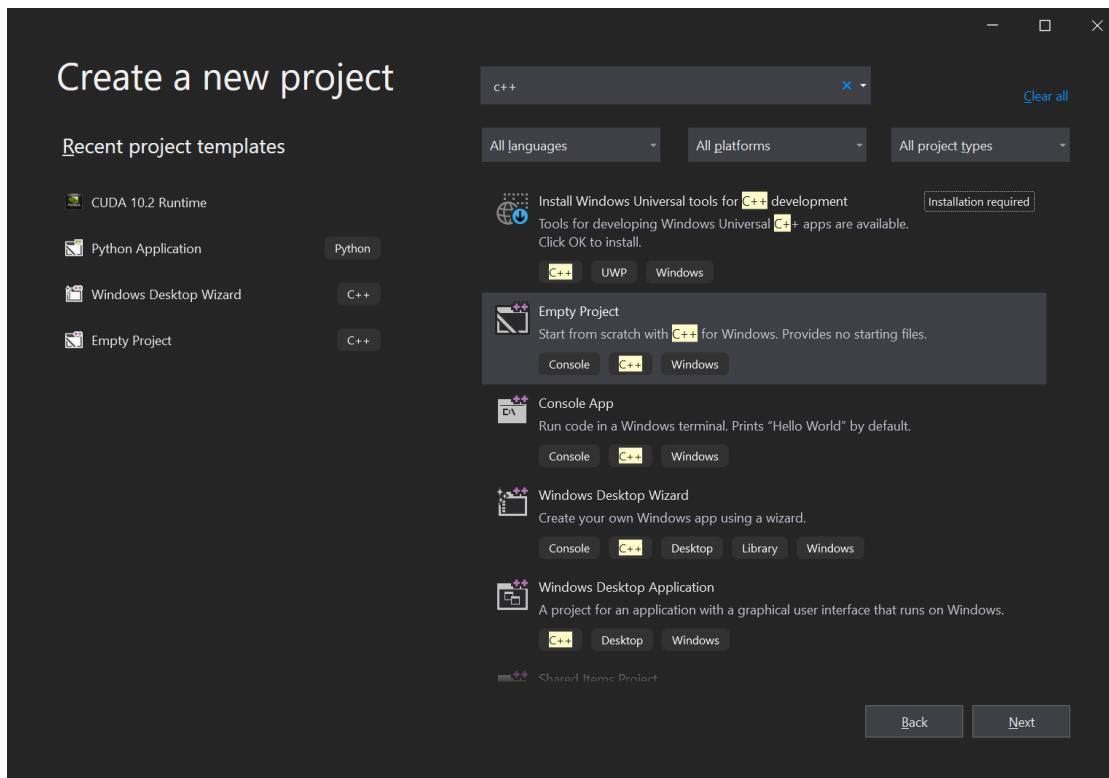 Create a new project
c++
Clear all
Recent project templates
All languages
All platforms
All project types
CUDA 10.2 Runtime
Python Application
Python
Windows Desktop Wizard
C++
Empty Project
C++
Install Windows Universal tools for C++ development
Installation required
Tools for developing Windows Universal C++ apps are available.
Click OK to install.
C++ UWP Windows
Empty Project
Start from scratch with C++ for Windows. Provides no starting files.
Console C++ Windows
Console App
Run code in a Windows terminal. Prints "Hello World" by default.
Console C++ Windows
Windows Desktop Wizard
Create your own Windows app using a wizard.
Console C++ Desktop Library Windows
Windows Desktop Application
A project for an application with a graphical user interface that runs on Windows.
C++ Desktop Windows
Shared Items Project
Back
Next